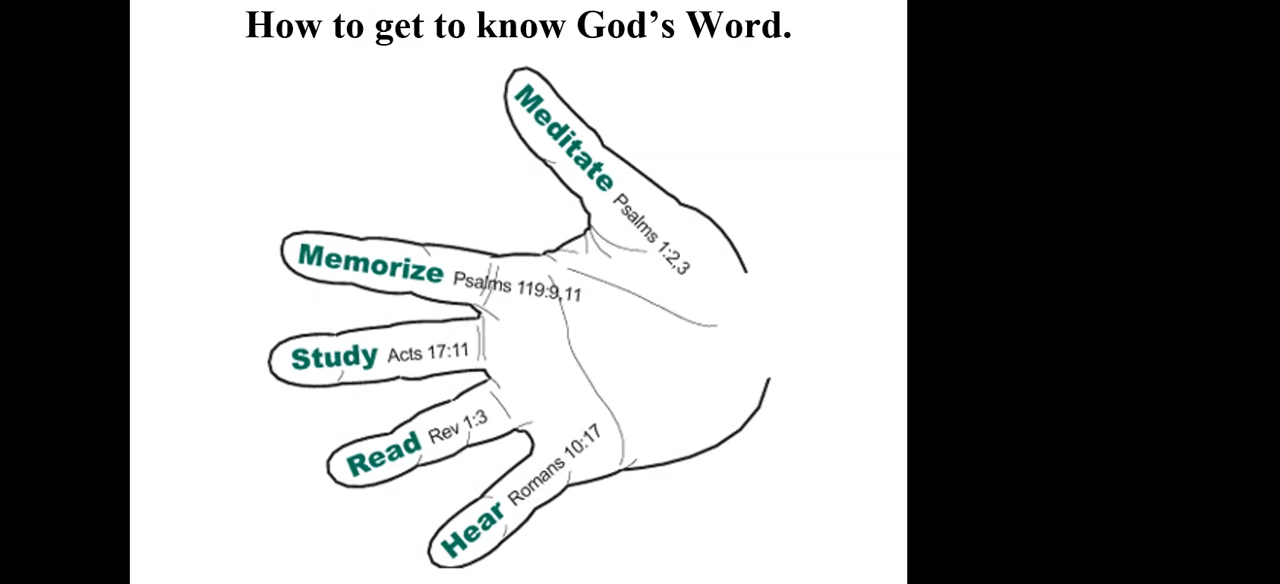 How to get to know God’s Word.
Meditate Psalms 1:2,3
Memorize Psalms 119:9,11
Study Acts 17:11
Read Rev 1:3
Hear Romans 10:17